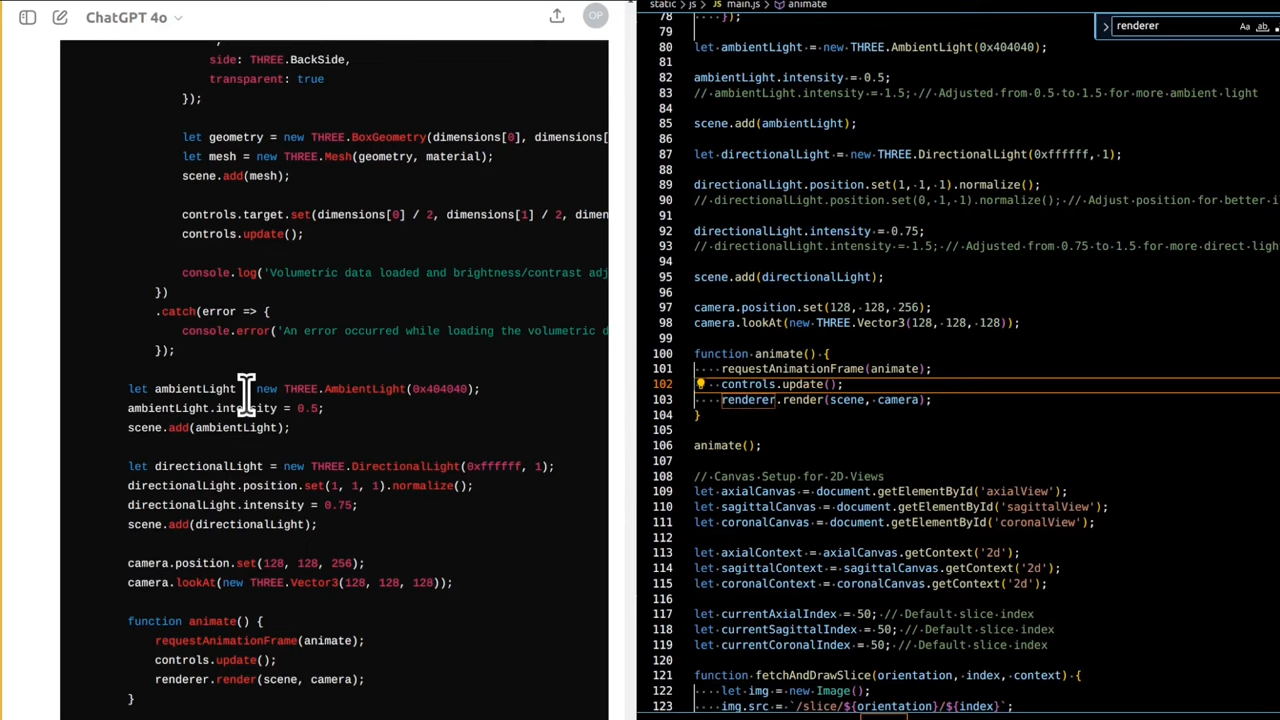 ChatGPT 4o
OP
side: THREE.BackSide,
transparent: true
});
let geometry = new THREE.BoxGeometry(dimensions[0], dimensions[
let mesh = new THREE.Mesh(geometry, material);
scene.add(mesh);
controls.target.set(dimensions[0] / 2, dimensions[1] / 2, dimen
controls.update();
console.log('Volumetric data loaded and brightness/contrast adj
})
.catch(error => {
console.error('An error occurred while loading the volumetric d
});
let ambientLight = new THREE.AmbientLight(0x404040);
ambientLight.intensity = 0.5;
scene.add(ambientLight);
let directionalLight = new THREE.DirectionalLight(0xffffff, 1);
directionalLight.position.set(1, 1, 1).normalize();
directionalLight.intensity = 0.75;
scene.add(directionalLight);
camera.position.set(128, 128, 256);
camera.lookAt(new THREE.Vector3(128, 128, 128));
function animate() {
requestAnimationFrame(animate);
controls.update();
renderer.render(scene, camera);
}
static > js > JS main.js > animate
renderer
Aa
ab
78 });
79
80 let ambientLight = new THREE.AmbientLight(0x404040);
81
82 ambientLight.intensity = 0.5;
83 // ambientLight.intensity = 1.5; // Adjusted from 0.5 to 1.5 for more ambient light
84
85 scene.add(ambientLight);
86
87 let directionalLight = new THREE.DirectionalLight(0xffffff, 1);
88
89 directionalLight.position.set(1, 1, 1).normalize();
90 // directionalLight.position.set(0, 1, 1).normalize(); // Adjust position for better i
91
92 directionalLight.intensity = 0.75;
93 // directionalLight.intensity = 1.5; // Adjusted from 0.75 to 1.5 for more direct ligh
94
95 scene.add(directionalLight);
96
97 camera.position.set(128, 128, 256);
98 camera.lookAt(new THREE.Vector3(128, 128, 128));
99
100 function animate() {
101 requestAnimationFrame(animate);
102 controls.update();
103 renderer.render(scene, camera);
104 }
105
106 animate();
107
108 // Canvas Setup for 2D Views
109 let axialCanvas = document.getElementById('axialView');
110 let sagittalCanvas = document.getElementById('sagittalView');
111 let coronalCanvas = document.getElementById('coronalView');
112
113 let axialContext = axialCanvas.getContext('2d');
114 let sagittalContext = sagittalCanvas.getContext('2d');
115 let coronalContext = coronalCanvas.getContext('2d');
116
117 let currentAxialIndex = 50; // Default slice index
118 let currentSagittalIndex = 50; // Default slice index
119 let currentCoronalIndex = 50; // Default slice index
120
121 function fetchAndDrawSlice(orientation, index, context) {
122 let img = new Image();
123 img.src = `/slice/${orientation}/${index}`;